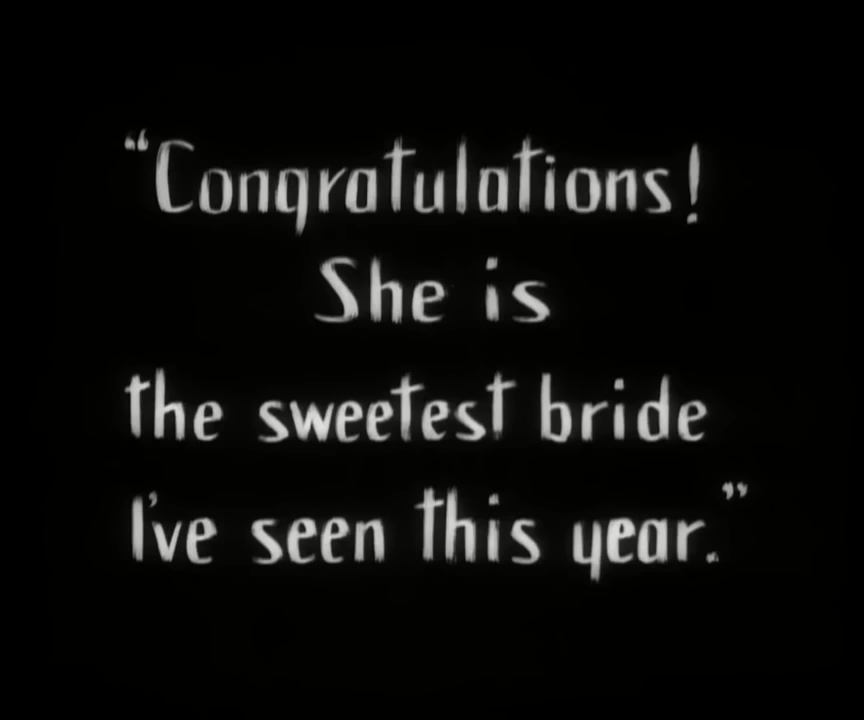 “Congratulations!
She is
the sweetest bride
I've seen this year.”